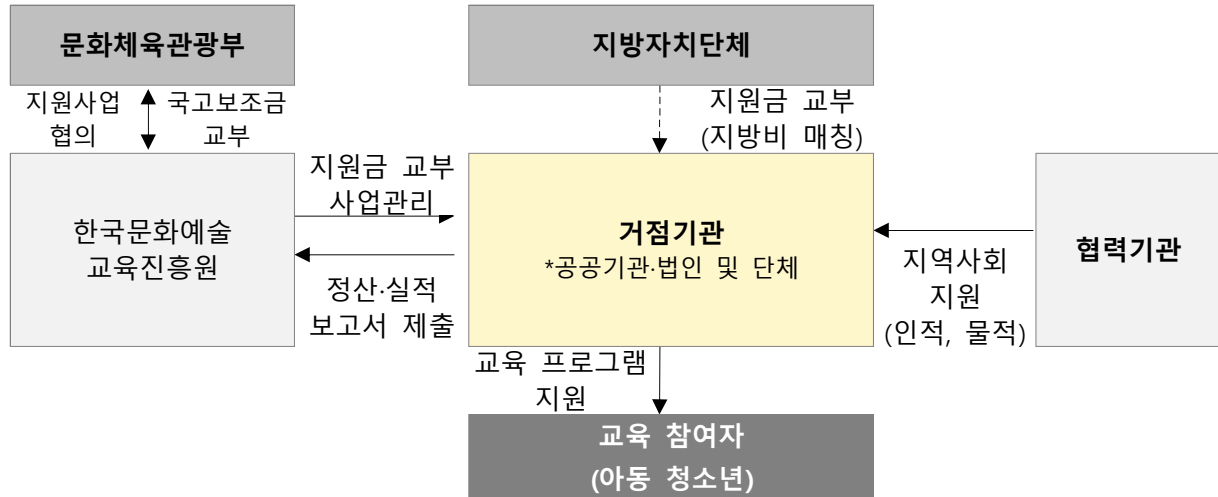 문화체육관광부
지방자치단체
지원사업
협의
국고보조금
교부
지원금 교부
(지방비 매칭)
지원금 교부
사업관리
한국문화예술
교육진흥원
거점기관
*공공기관·법인 및 단체
협력기관
정산·실적
보고서 제출
지역사회
지원
(인적, 물적)
교육 프로그램
지원
교육 참여자
(아동 청소년)